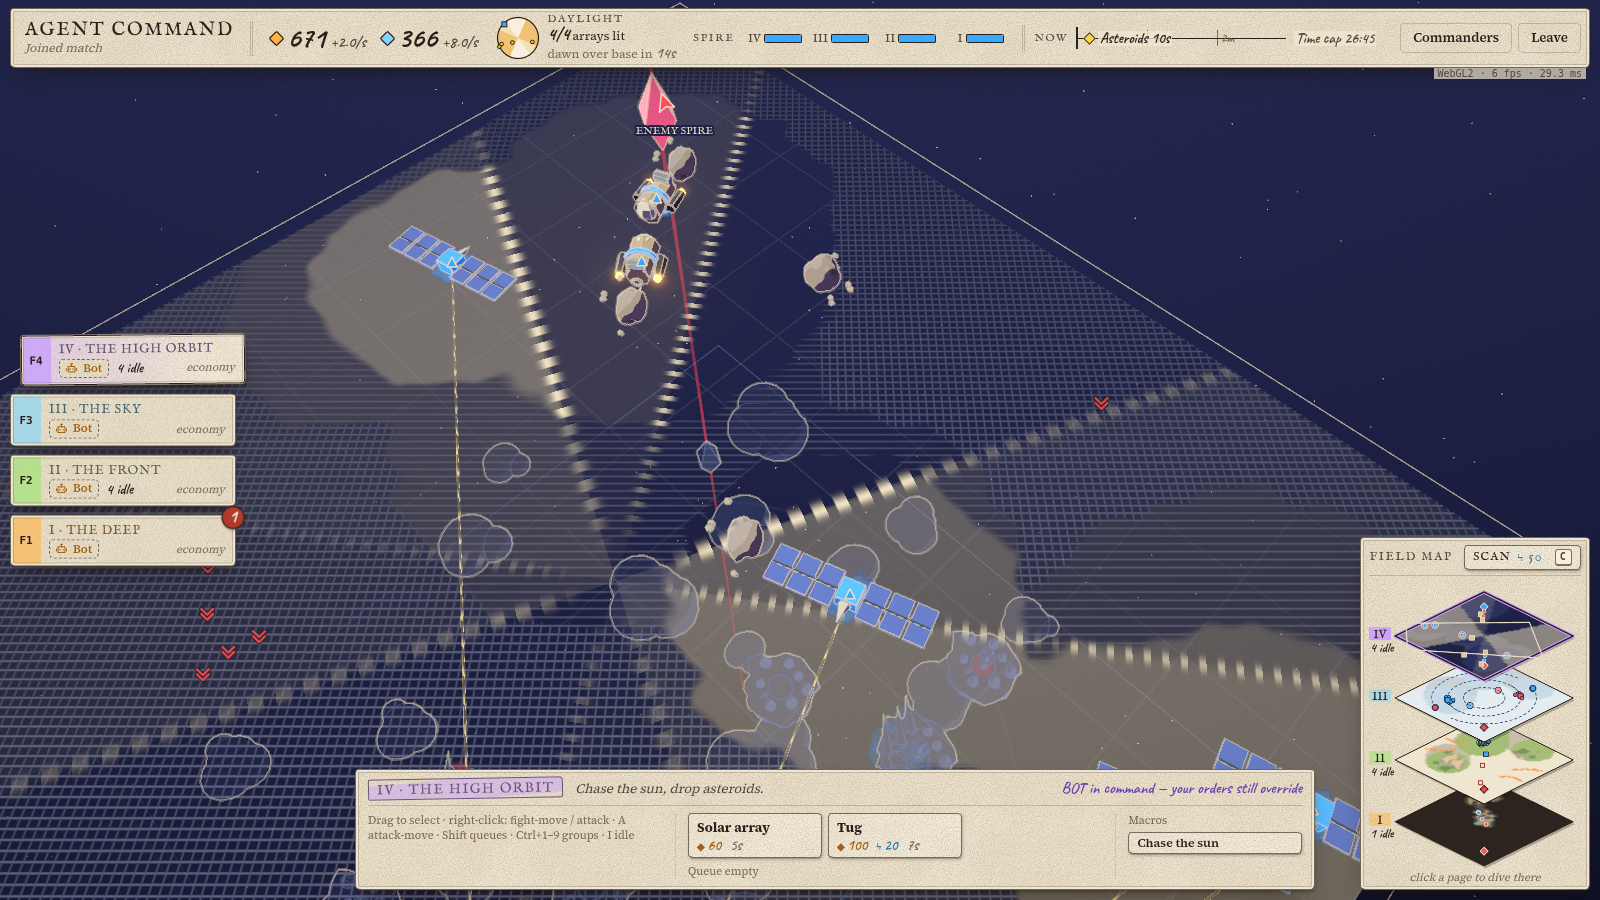 AGENT COMMAND
Joined match
671 +2.0/s
366 +8.0/s
DAYLIGHT
4/4 arrays lit
dawn over base in 14s
SPIRE IV III II I
NOW Asteroids 10s 2m Time cap 26:45
Commanders
Leave
WebGL2 · 6 fps · 29.3 ms
ENEMY SPIRE
F4 IV · THE HIGH ORBIT
Bot 4 idle economy
F3 III · THE SKY
Bot economy
F2 II · THE FRONT
Bot 4 idle economy
1
F1 I · THE DEEP
Bot economy
FIELD MAP SCAN 50 C
IV
4 idle
III
II
4 idle
I
1 idle
click a page to dive there
IV · THE HIGH ORBIT Chase the sun, drop asteroids. BOT in command — your orders still override
Drag to select · right-click: fight-move / attack · A
attack-move · Shift queues · Ctrl+1–9 groups · I idle
Solar array
60 5s
Tug
100 20 7s
Queue empty
Macros
Chase the sun